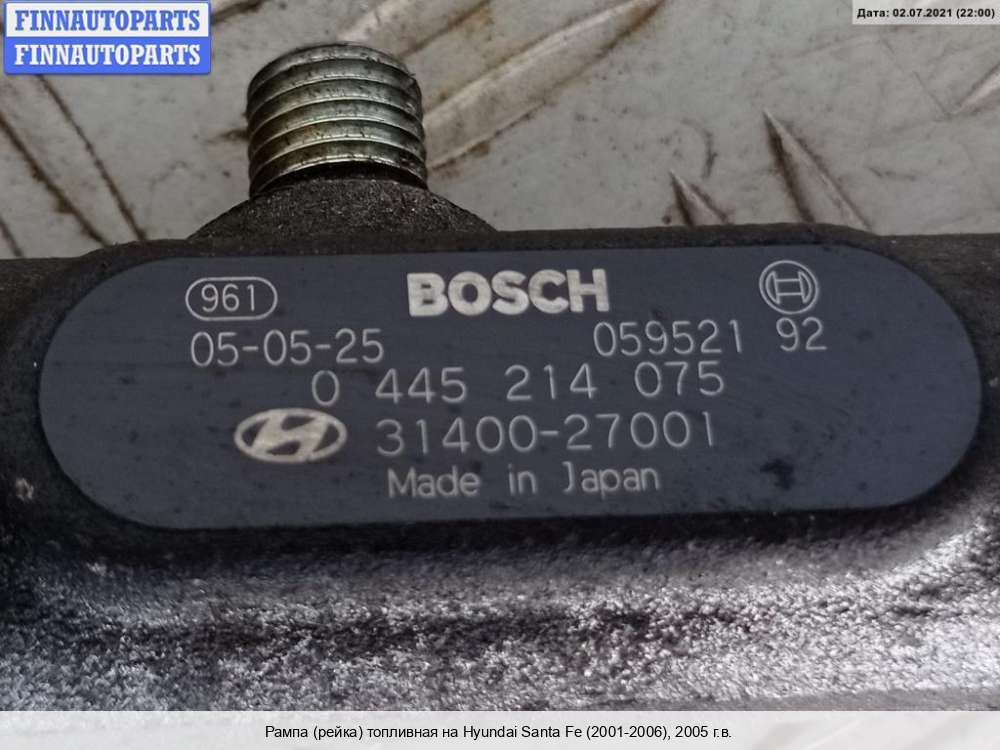 FINNAUTOPARTS
FINNAUTOPARTS
Дата: 02.07.2021 (22:00)
961 BOSCH
05-05-25 059521 92
0 445 214 075
31400-27001
Made in Japan
Рампа (рейка) топливная на Hyundai Santa Fe (2001-2006), 2005 г.в.